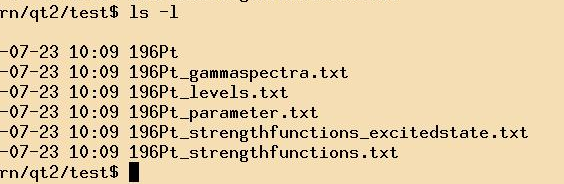 rn/qt2/test$ ls -l
-07-23 10:09 196Pt
-07-23 10:09 196Pt_gammaspectra.txt
-07-23 10:09 196Pt_levels.txt
-07-23 10:09 196Pt_parameter.txt
-07-23 10:09 196Pt_strengthfunctions_excitedstate.txt
-07-23 10:09 196Pt_strengthfunctions.txt
rn/qt2/test$